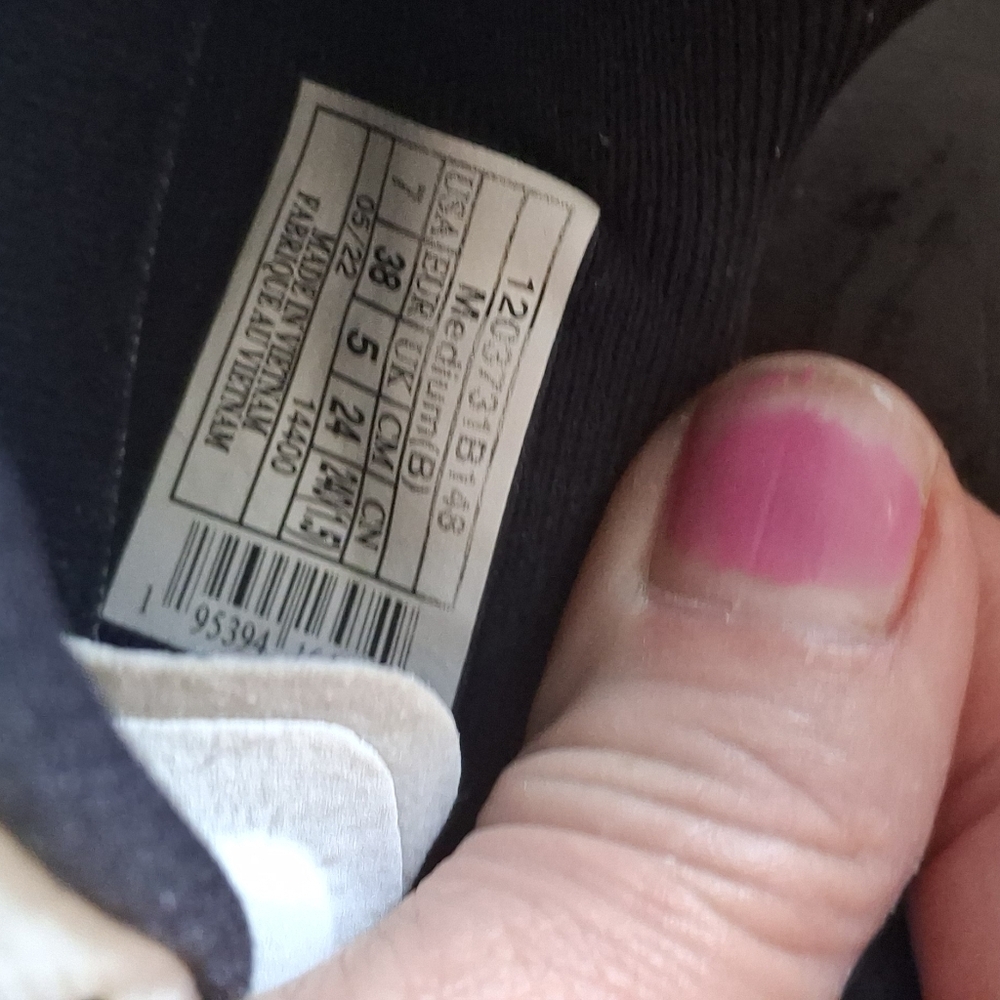 1203731B148
Medium(B)
USA EUR UK CM CN
7 38 5 24
05/22 14400
MADE IN VIETNAM
FABRIQUE AU VIETNAM
1 95394